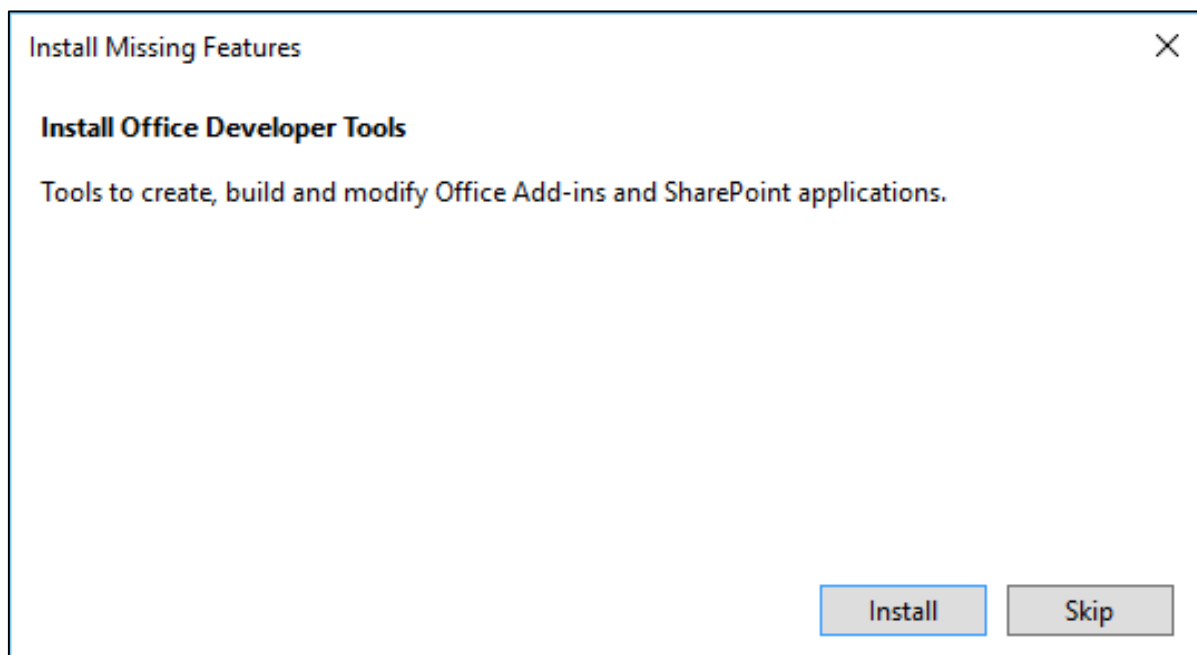 Install Missing Features
Install Office Developer Tools
Tools to create, build and modify Office Add-ins and SharePoint applications.
Install
Skip